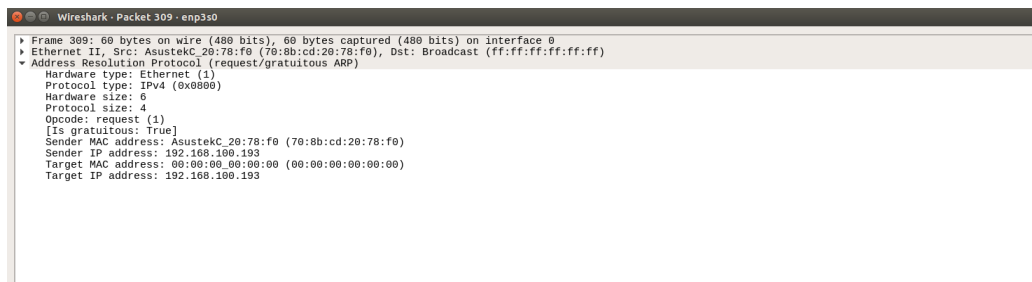 Wireshark · Packet 309 · enp3s0
Frame 309: 60 bytes on wire (480 bits), 60 bytes captured (480 bits) on interface 0
Ethernet II, Src: AsustekC_20:78:f0 (70:8b:cd:20:78:f0), Dst: Broadcast (ff:ff:ff:ff:ff:ff)
Address Resolution Protocol (request/gratuitous ARP)
Hardware type: Ethernet (1)
Protocol type: IPv4 (0x0800)
Hardware size: 6
Protocol size: 4
Opcode: request (1)
[Is gratuitous: True]
Sender MAC address: AsustekC_20:78:f0 (70:8b:cd:20:78:f0)
Sender IP address: 192.168.100.193
Target MAC address: 00:00:00_00:00:00 (00:00:00:00:00:00)
Target IP address: 192.168.100.193